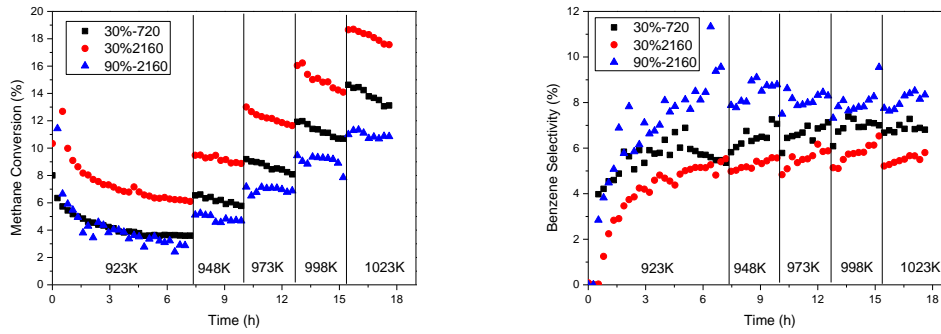 20
18
16
14
12
10
8
6
4
2
0
Methane Conversion (%)
30%-720
30%2160
90%-2160
923K
948K
973K
998K
1023K
0
3
6
9
12
15
18
Time (h)
12
10
8
6
4
2
0
Benzene Selectivity (%)
30%-720
30%2160
90%-2160
923K
948K
973K
998K
1023K
0
3
6
9
12
15
18
Time (h)